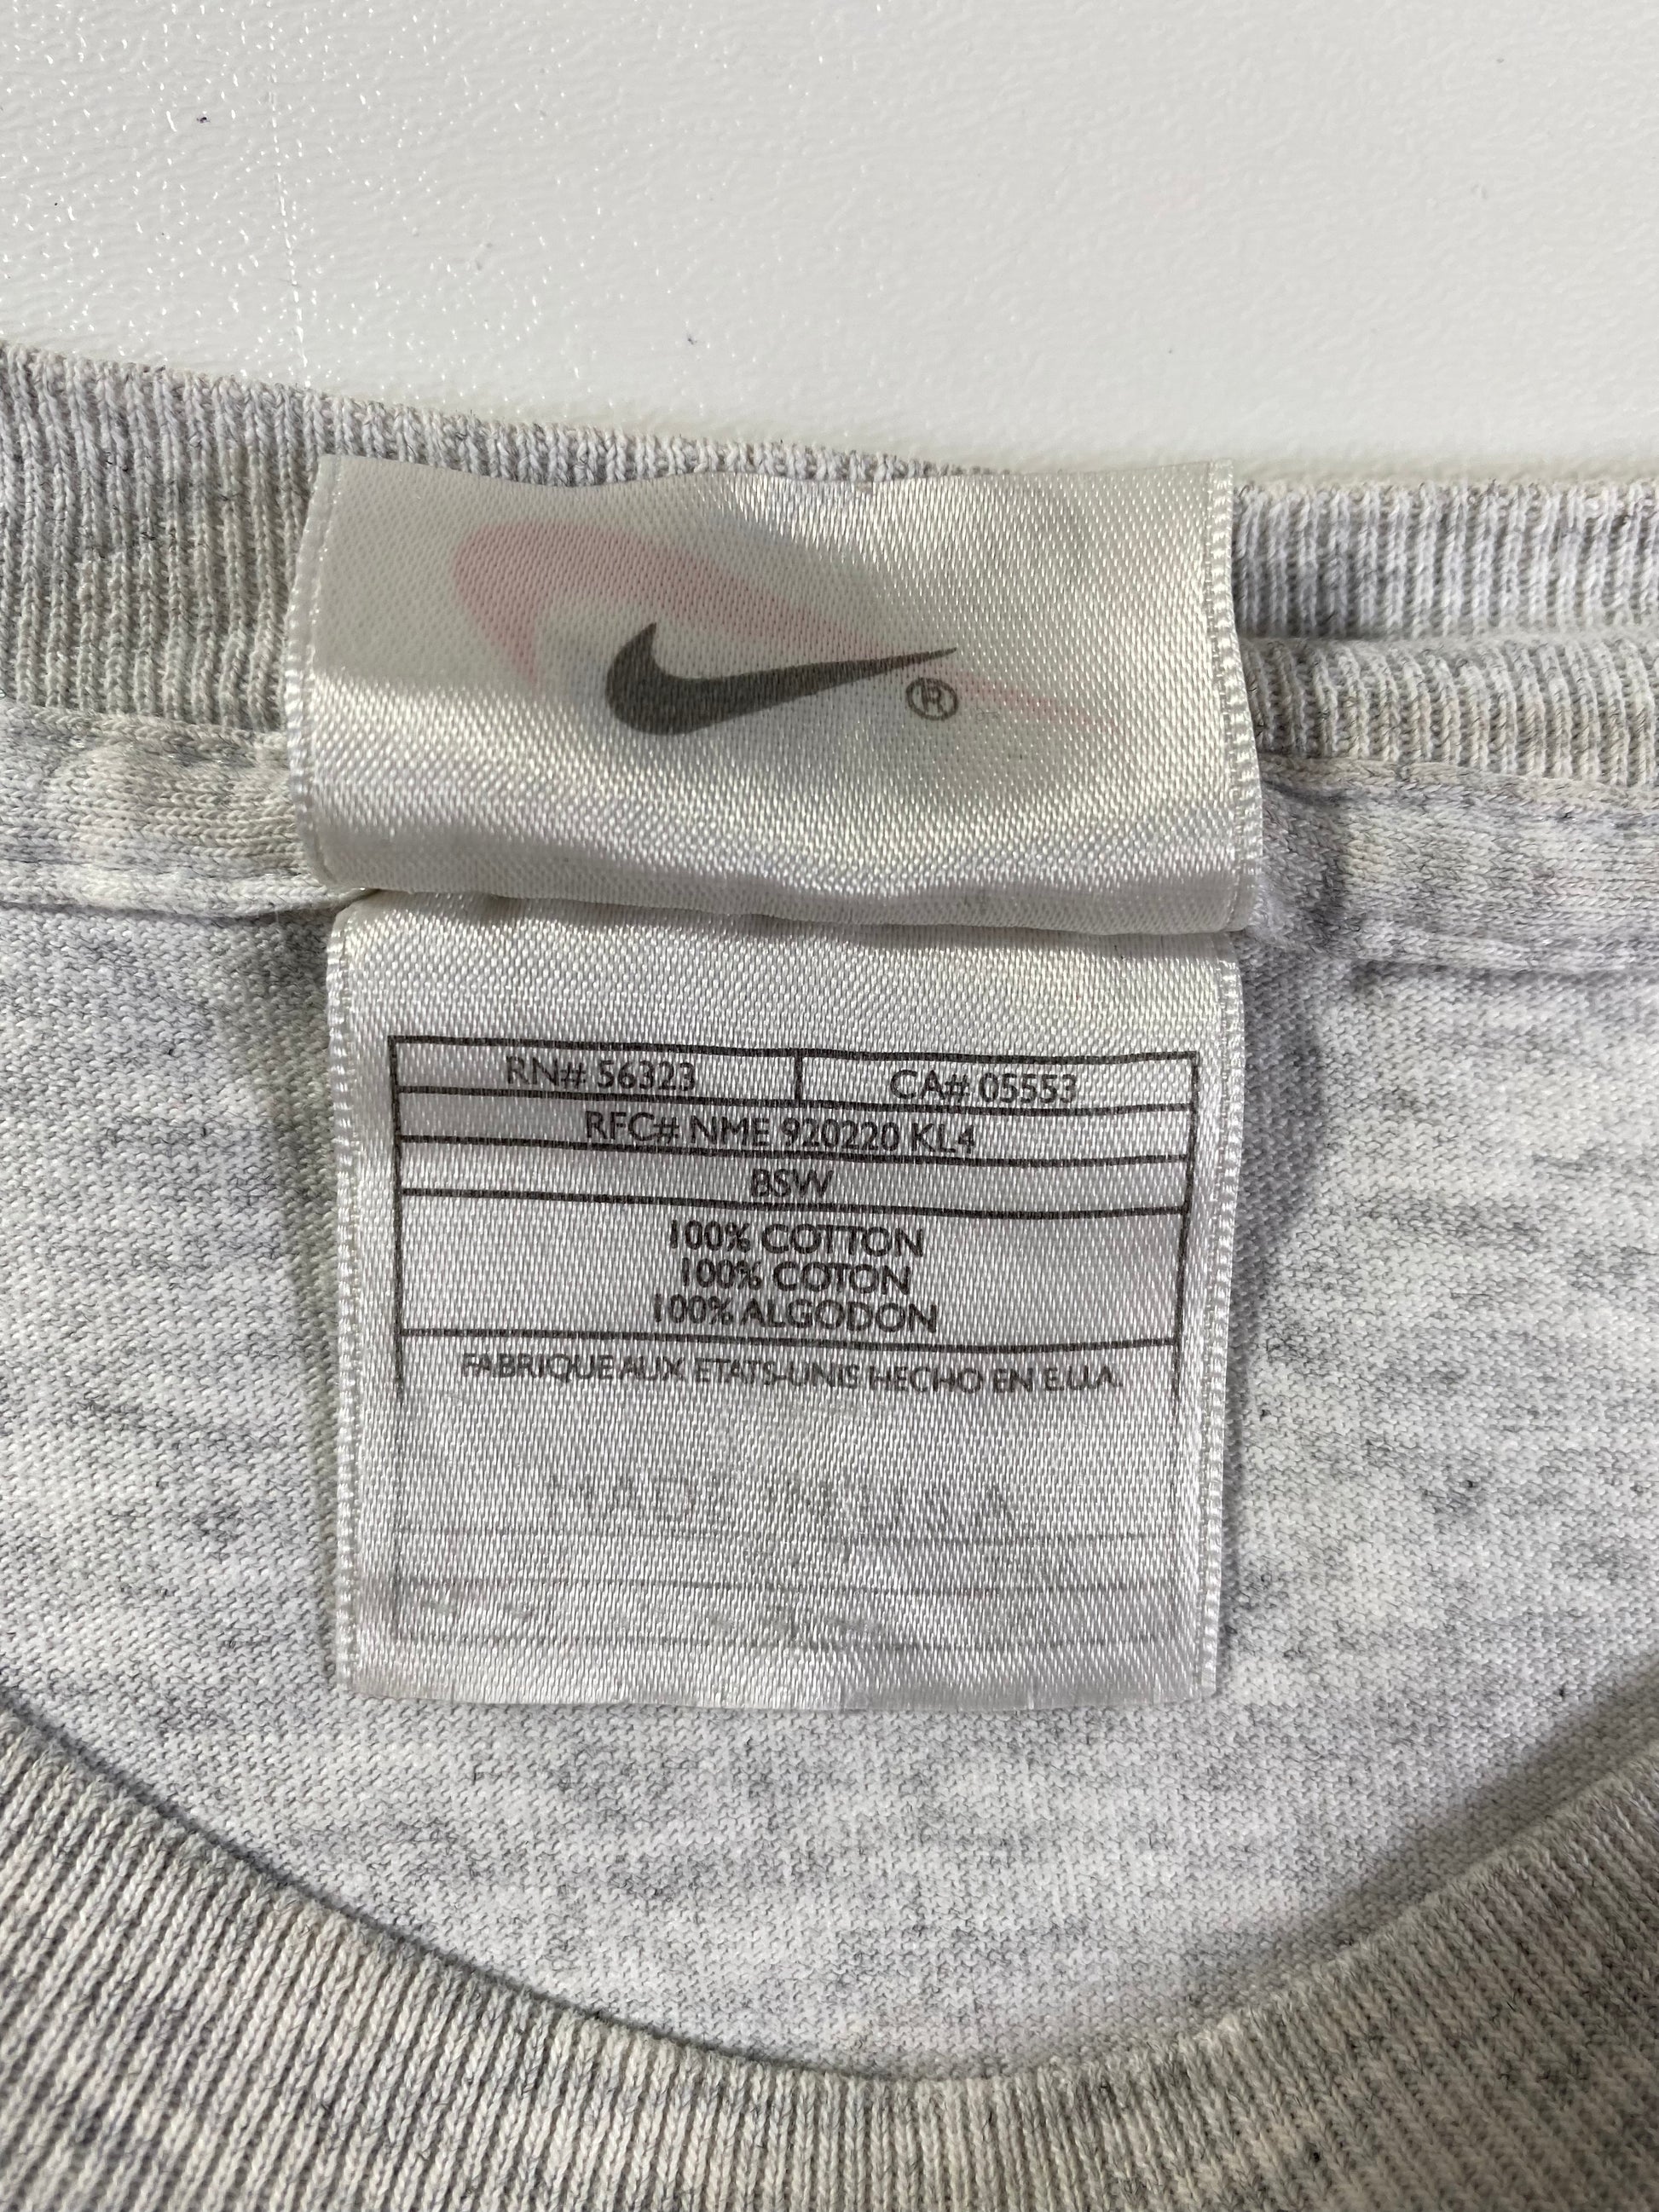 ®
RN# 56323 CA# 05553
RFC# NME 920220 KL4
BSW
100% COTTON
100% COTON
100% ALGODON
FABRIQUE AUX ETATS-UNIS HECHO EN E.U.A.